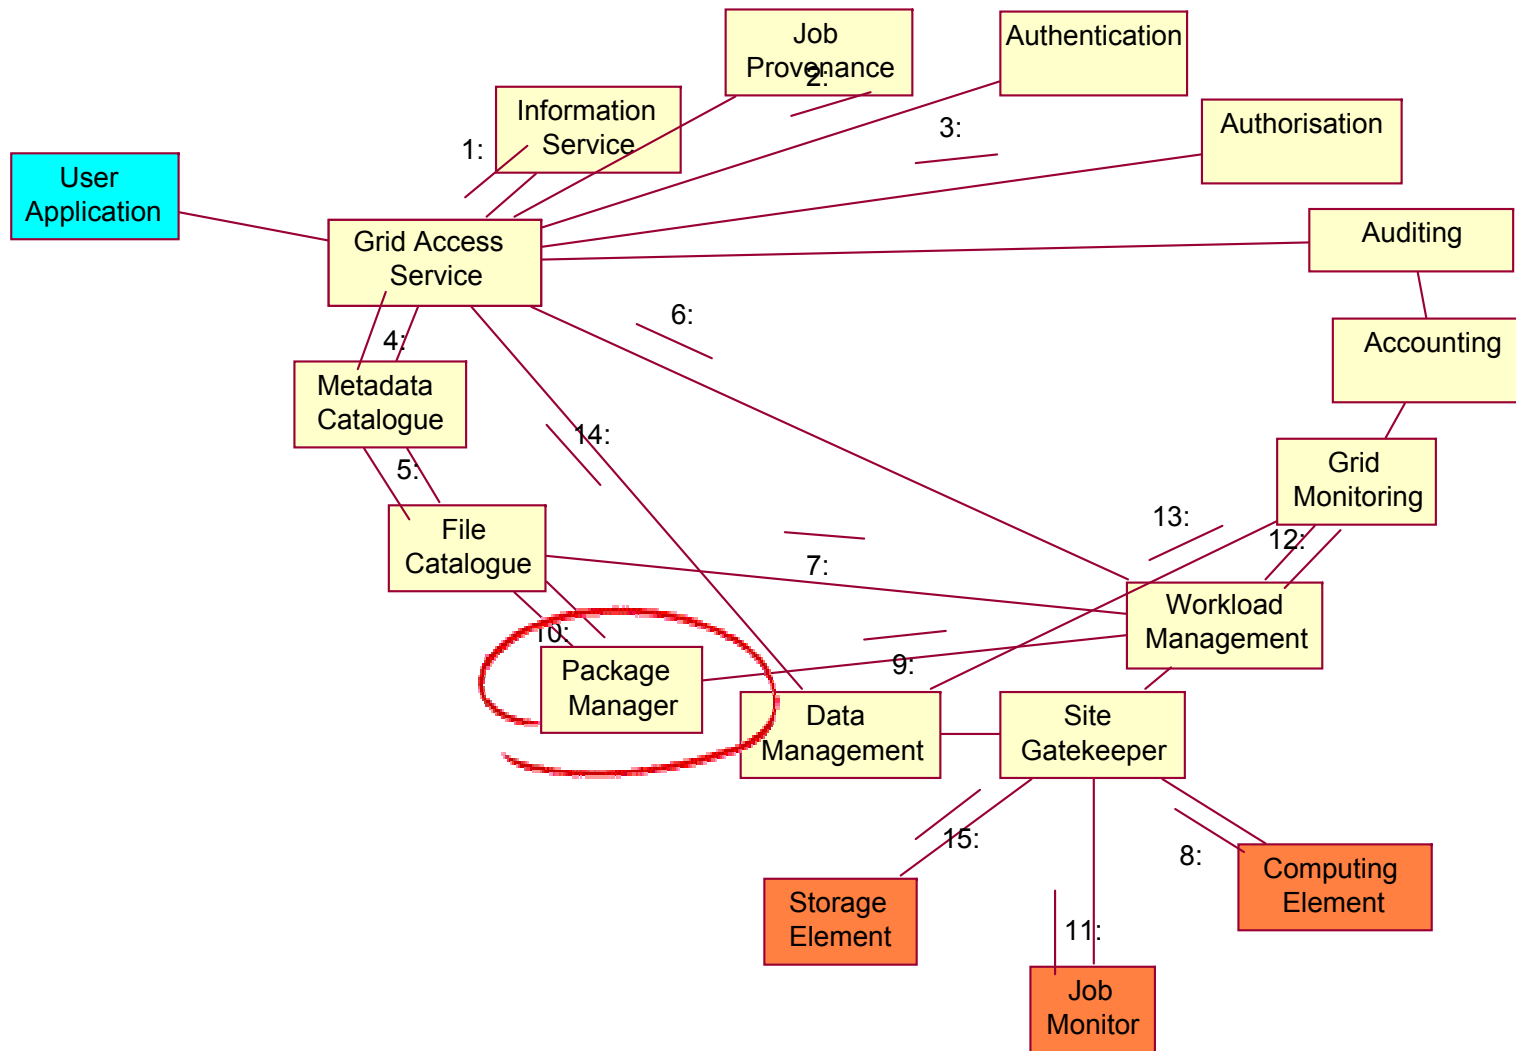 Job
Provenance
2:
Authentication
Information
Service
1:
3:
Authorisation
User
Application
Grid Access
Service
Auditing
6:
4:
Accounting
Metadata
Catalogue
14:
5:
Grid
Monitoring
13:
12:
File
Catalogue
7:
Workload
Management
10:
9:
Package
Manager
Data
Management
Site
Gatekeeper
15:
8:
Computing
Element
Storage
Element
11:
Job
Monitor